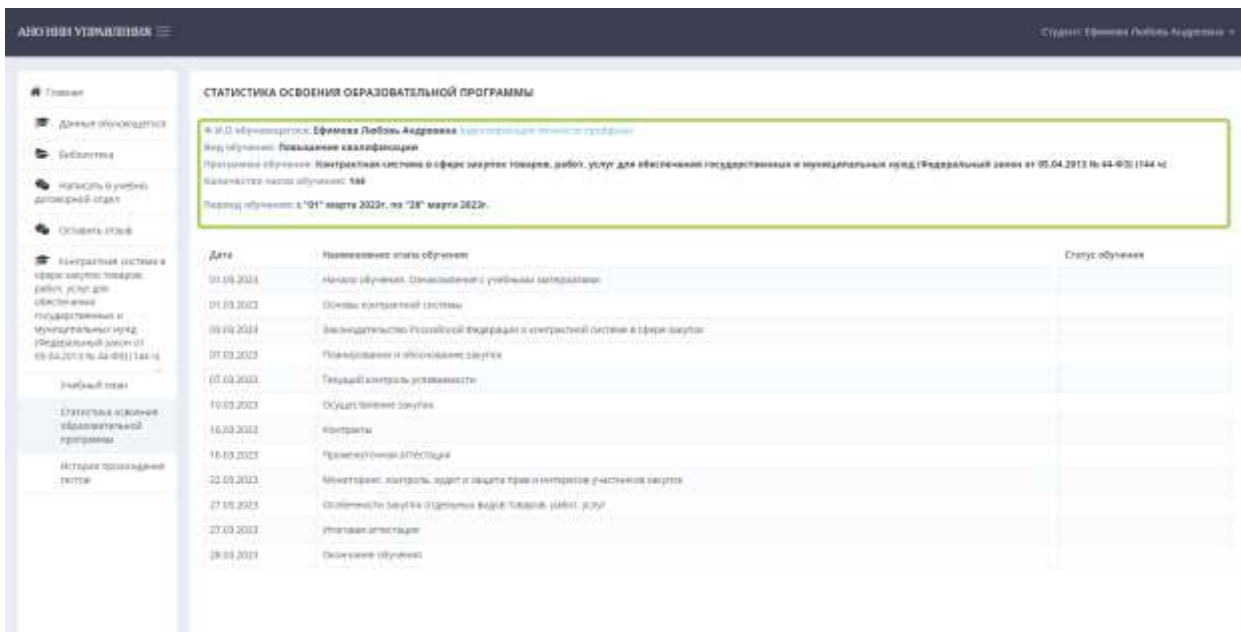 АНО НИИ УПРАВЛЕНИЯ
Студент: Ефимова Любовь Андреевна
Главная
СТАТИСТИКА ОСВОЕНИЯ ОБРАЗОВАТЕЛЬНОЙ ПРОГРАММЫ
Данные обучающегося
Ф.И.О обучающегося: Ефимова Любовь Андреевна (идентификация личности пройдена)
Вид обучения: Повышение квалификации
Библиотека
Программа обучения: Контрактная система в сфере закупок товаров, работ, услуг для обеспечения государственных и муниципальных нужд (Федеральный закон от 05.04.2013 № 44-ФЗ) (144 ч)
Количество часов обучения: 144
Написать в учебно-
договорной отдел
Период обучения: с "01" марта 2023г. по "28" марта 2023г.
Оставить отзыв
Контрактная система в
сфере закупок товаров,
работ, услуг для
обеспечения
государственных и
муниципальных нужд
(Федеральный закон от
05.04.2013 № 44-ФЗ) (144 ч)
Учебный план
Статистика освоения
образовательной
программы
История прохождения
тестов
Дата Наименование этапа обучения Статус обучения
01.03.2023 Начало обучения. Ознакомление с учебными материалами
01.03.2023 Основы контрактной системы
03.03.2023 Законодательство Российской Федерации о контрактной системе в сфере закупок
07.03.2023 Планирование и обоснование закупок
07.03.2023 Текущий контроль успеваемости
10.03.2023 Осуществление закупок
16.03.2023 Контракты
16.03.2023 Промежуточная аттестация
22.03.2023 Мониторинг, контроль, аудит и защита прав и интересов участников закупок
27.03.2023 Особенности закупок отдельных видов товаров, работ, услуг
27.03.2023 Итоговая аттестация
28.03.2023 Окончание обучения